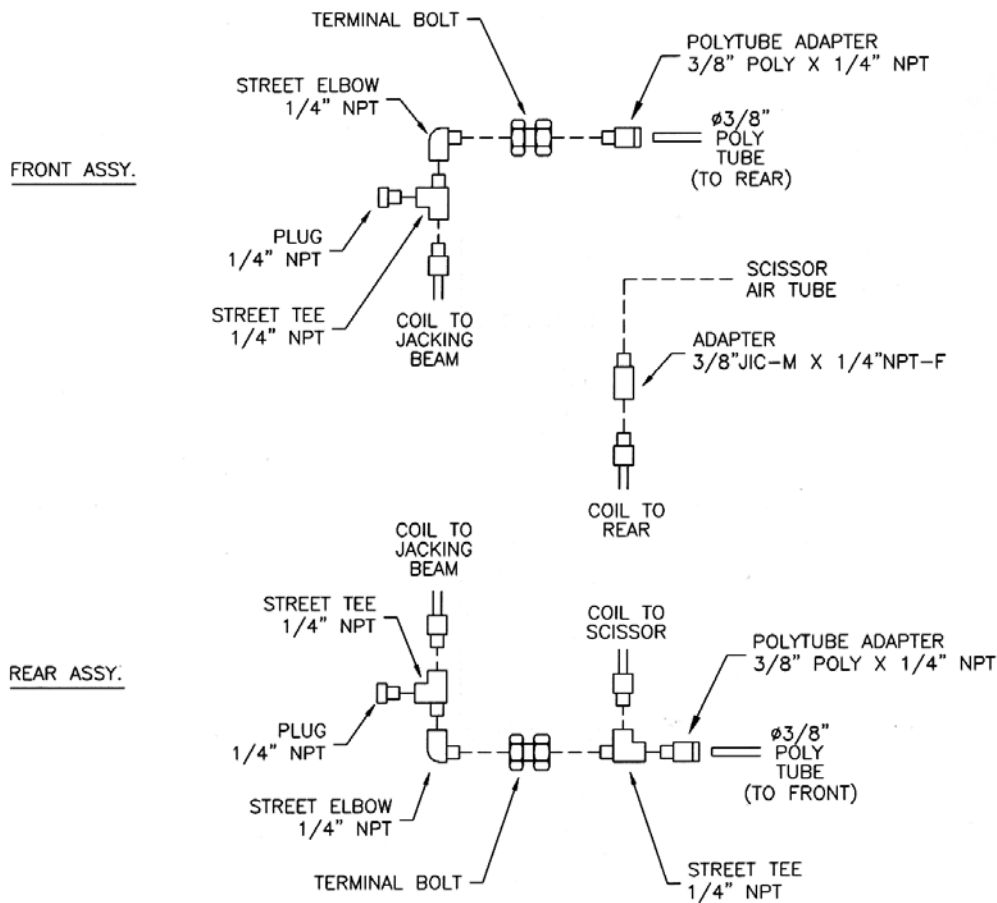 TERMINAL BOLT
POLYTUBE ADAPTER
3/8" POLY X 1/4" NPT
STREET ELBOW
1/4" NPT
ø3/8"
POLY
TUBE
(TO REAR)
FRONT ASSY.
PLUG
1/4" NPT
STREET TEE
1/4" NPT
COIL TO
JACKING
BEAM
SCISSOR
AIR TUBE
ADAPTER
3/8"JIC-M X 1/4"NPT-F
COIL TO
REAR
COIL TO
JACKING
BEAM
STREET TEE
1/4" NPT
COIL TO
SCISSOR
POLYTUBE ADAPTER
3/8" POLY X 1/4" NPT
REAR ASSY.
PLUG
1/4" NPT
ø3/8"
POLY
TUBE
(TO FRONT)
STREET ELBOW
1/4" NPT
TERMINAL BOLT
STREET TEE
1/4" NPT